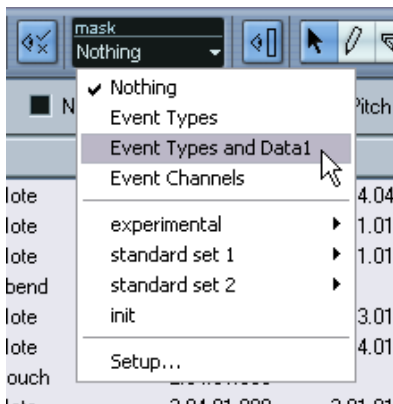 mask
Nothing
Nothing
Event Types
Pitch
Event Types and Data1
Event Channels
lote 4.04
experimental
lote 1.01
standard set 1
lote 1.01
standard set 2
bend
init
lote 3.01
lote 4.01
Setup...
ouch